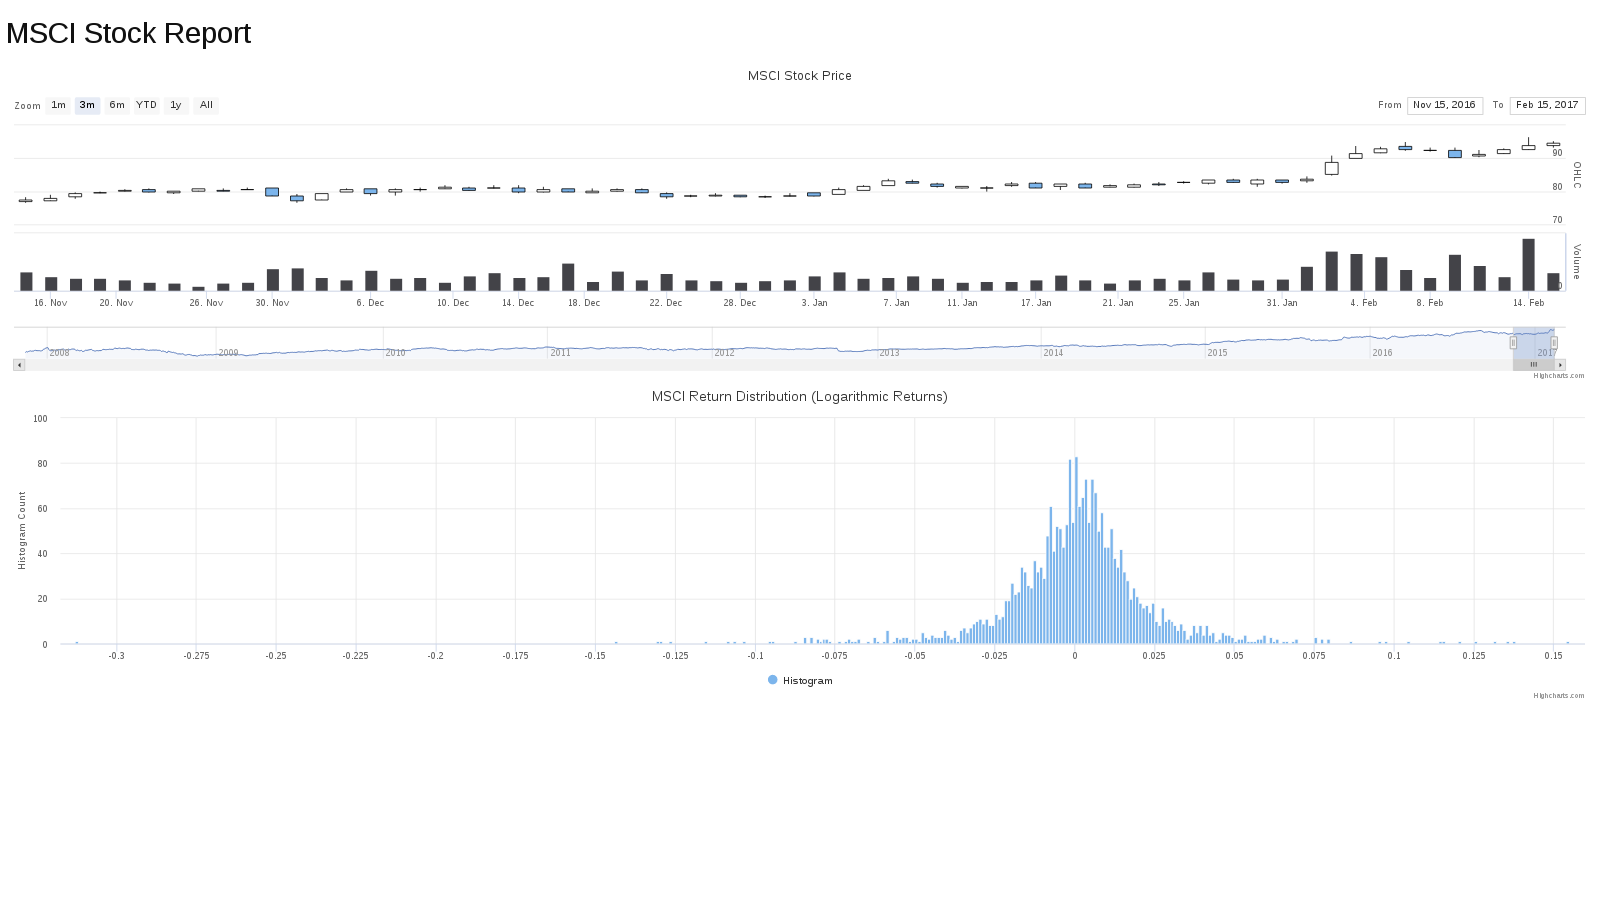 MSCI Stock Report
MSCI Stock Price
Zoom 1m 3m 6m YTD 1y All From Nov 15, 2016 To Feb 15, 2017
90
80
70
OHLC
Volume
0
16. Nov 20. Nov 26. Nov 30. Nov 6. Dec 10. Dec 14. Dec 18. Dec 22. Dec 28. Dec 3. Jan 7. Jan 11. Jan 17. Jan 21. Jan 25. Jan 31. Jan 4. Feb 8. Feb 14. Feb
2008 2009 2010 2011 2012 2013 2014 2015 2016 2017
Highcharts.com
MSCI Return Distribution (Logarithmic Returns)
100
80
60
40
20
0
Histogram Count
-0.3 -0.275 -0.25 -0.225 -0.2 -0.175 -0.15 -0.125 -0.1 -0.075 -0.05 -0.025 0 0.025 0.05 0.075 0.1 0.125 0.15
Histogram
Highcharts.com